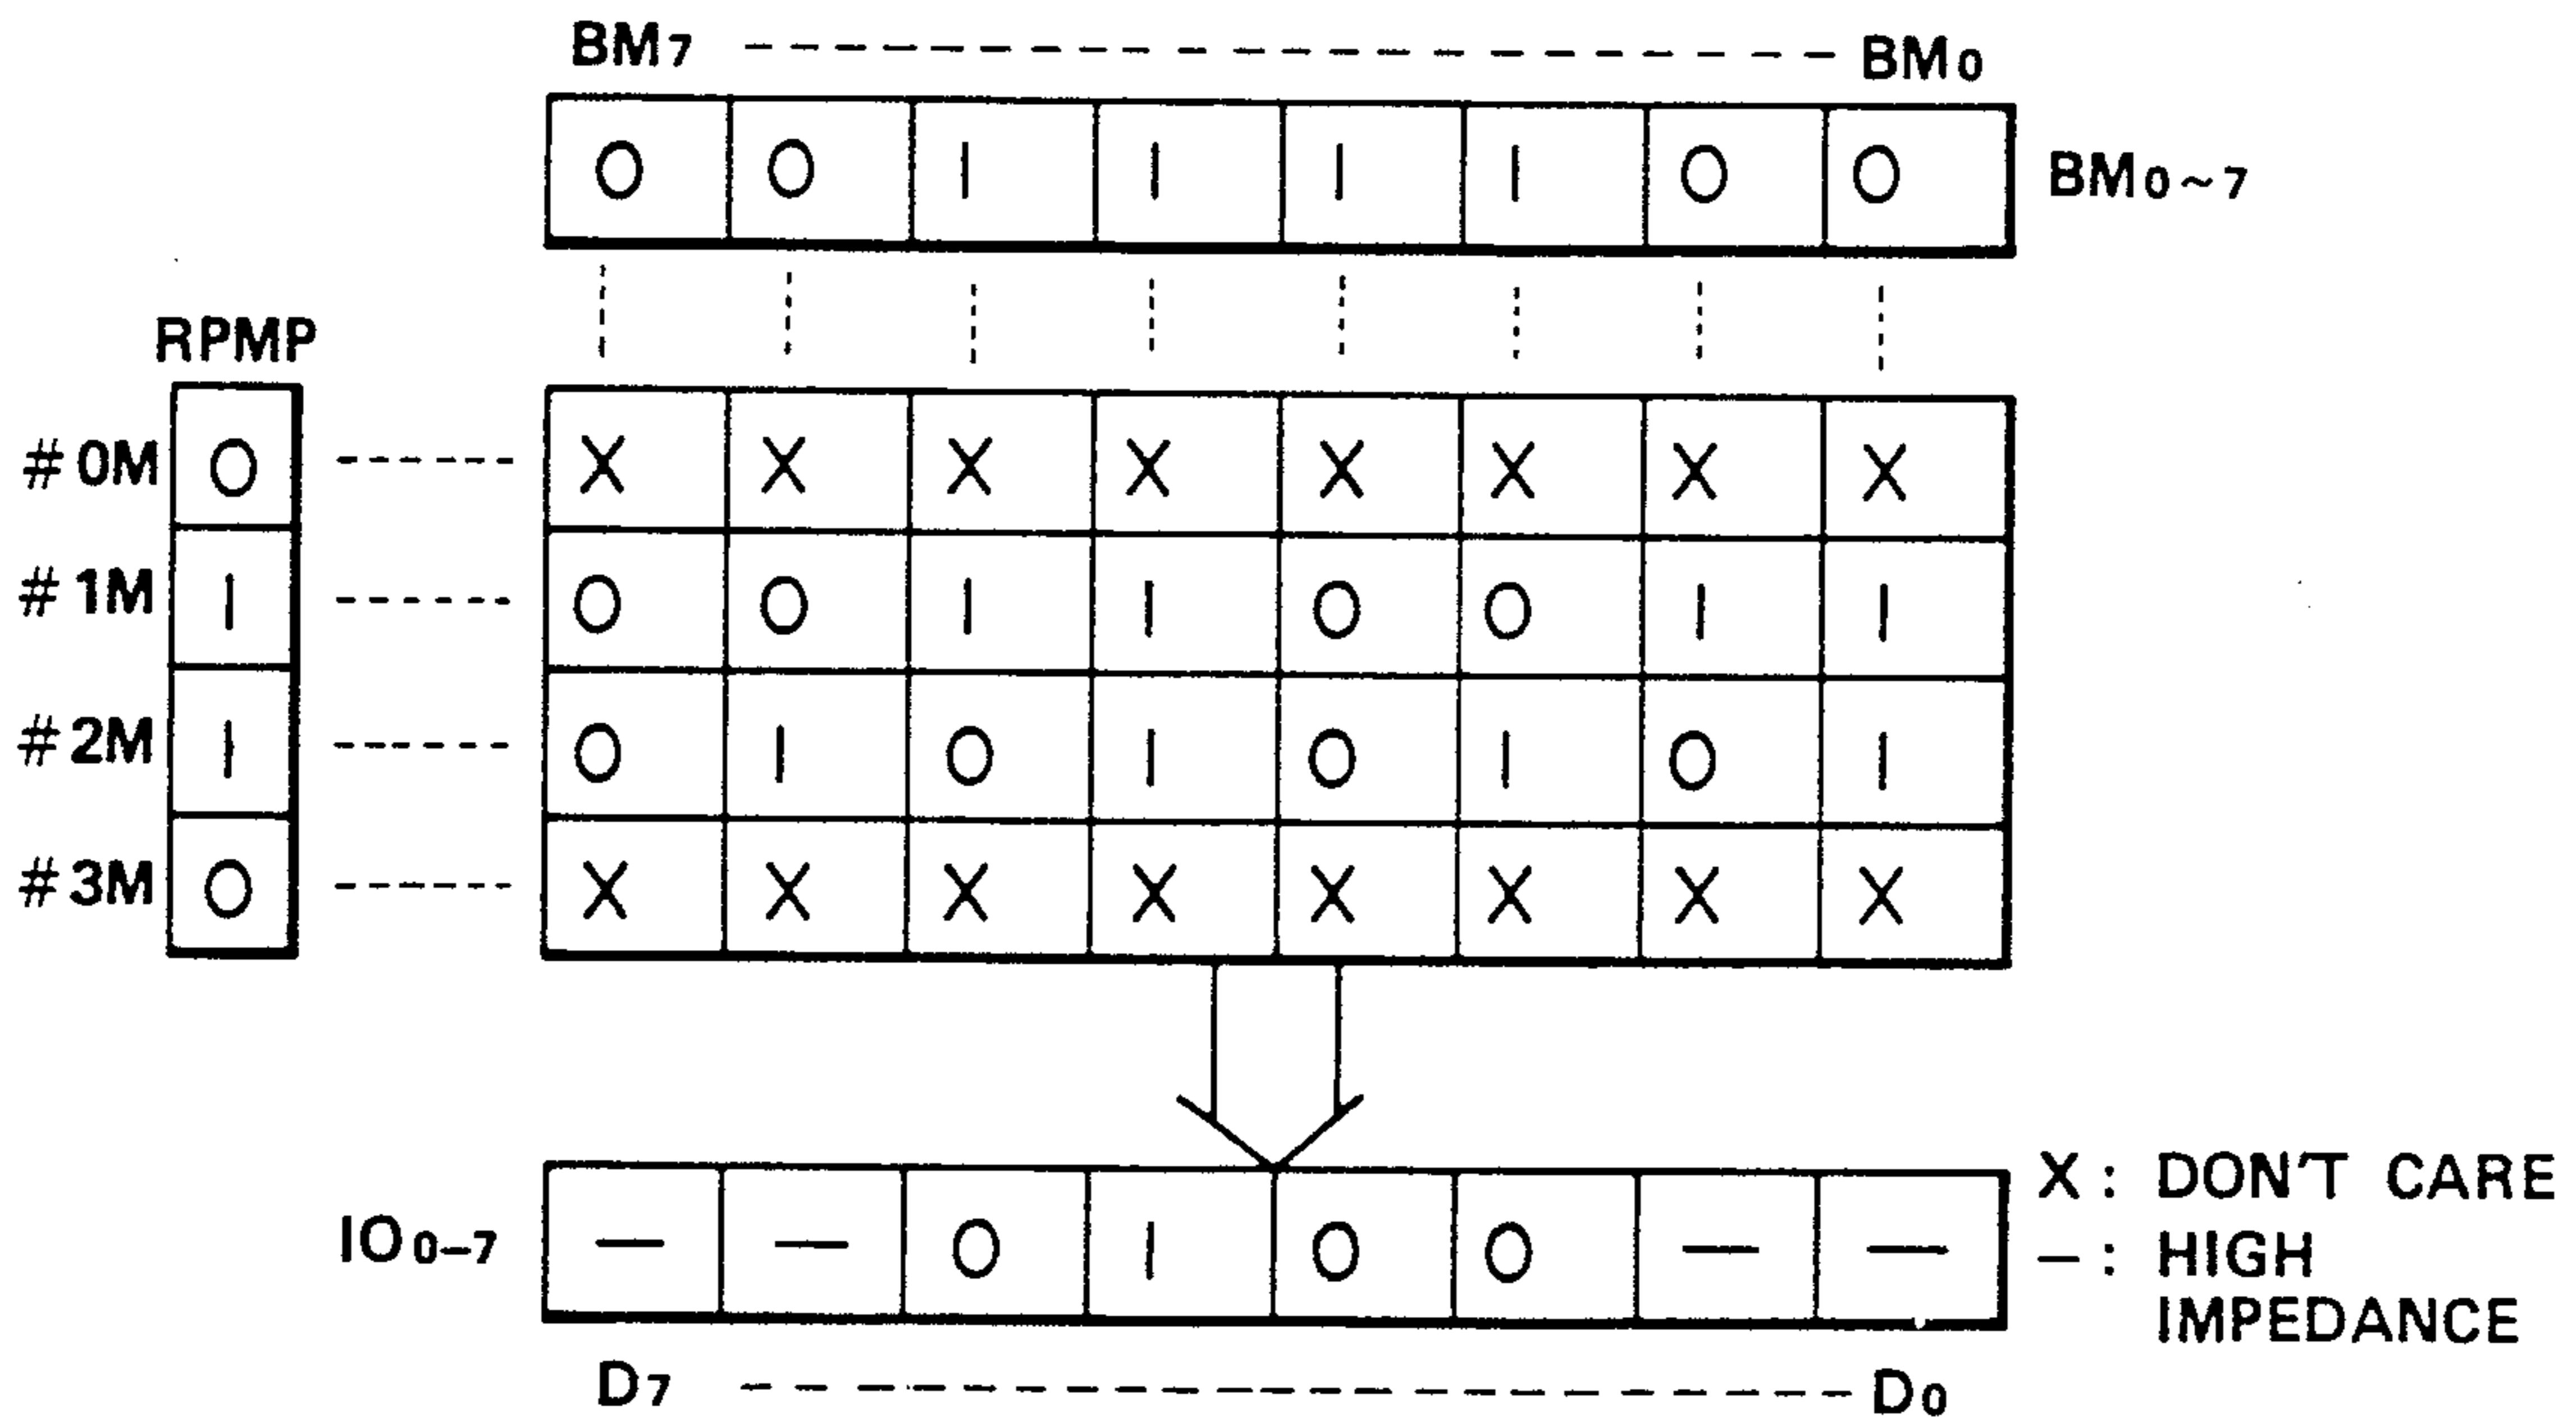 BM7 BM0
0 0 1 1 1 1 0 0 BM0~7
RPMP
#0M 0 X X X X X X X X
#1M 1 0 0 1 1 0 0 1 1
#2M 1 0 1 0 1 0 1 0 1
#3M 0 X X X X X X X X
IO0-7 — — 0 1 0 0 — —
X: DON'T CARE
–: HIGH
IMPEDANCE
D7 D0